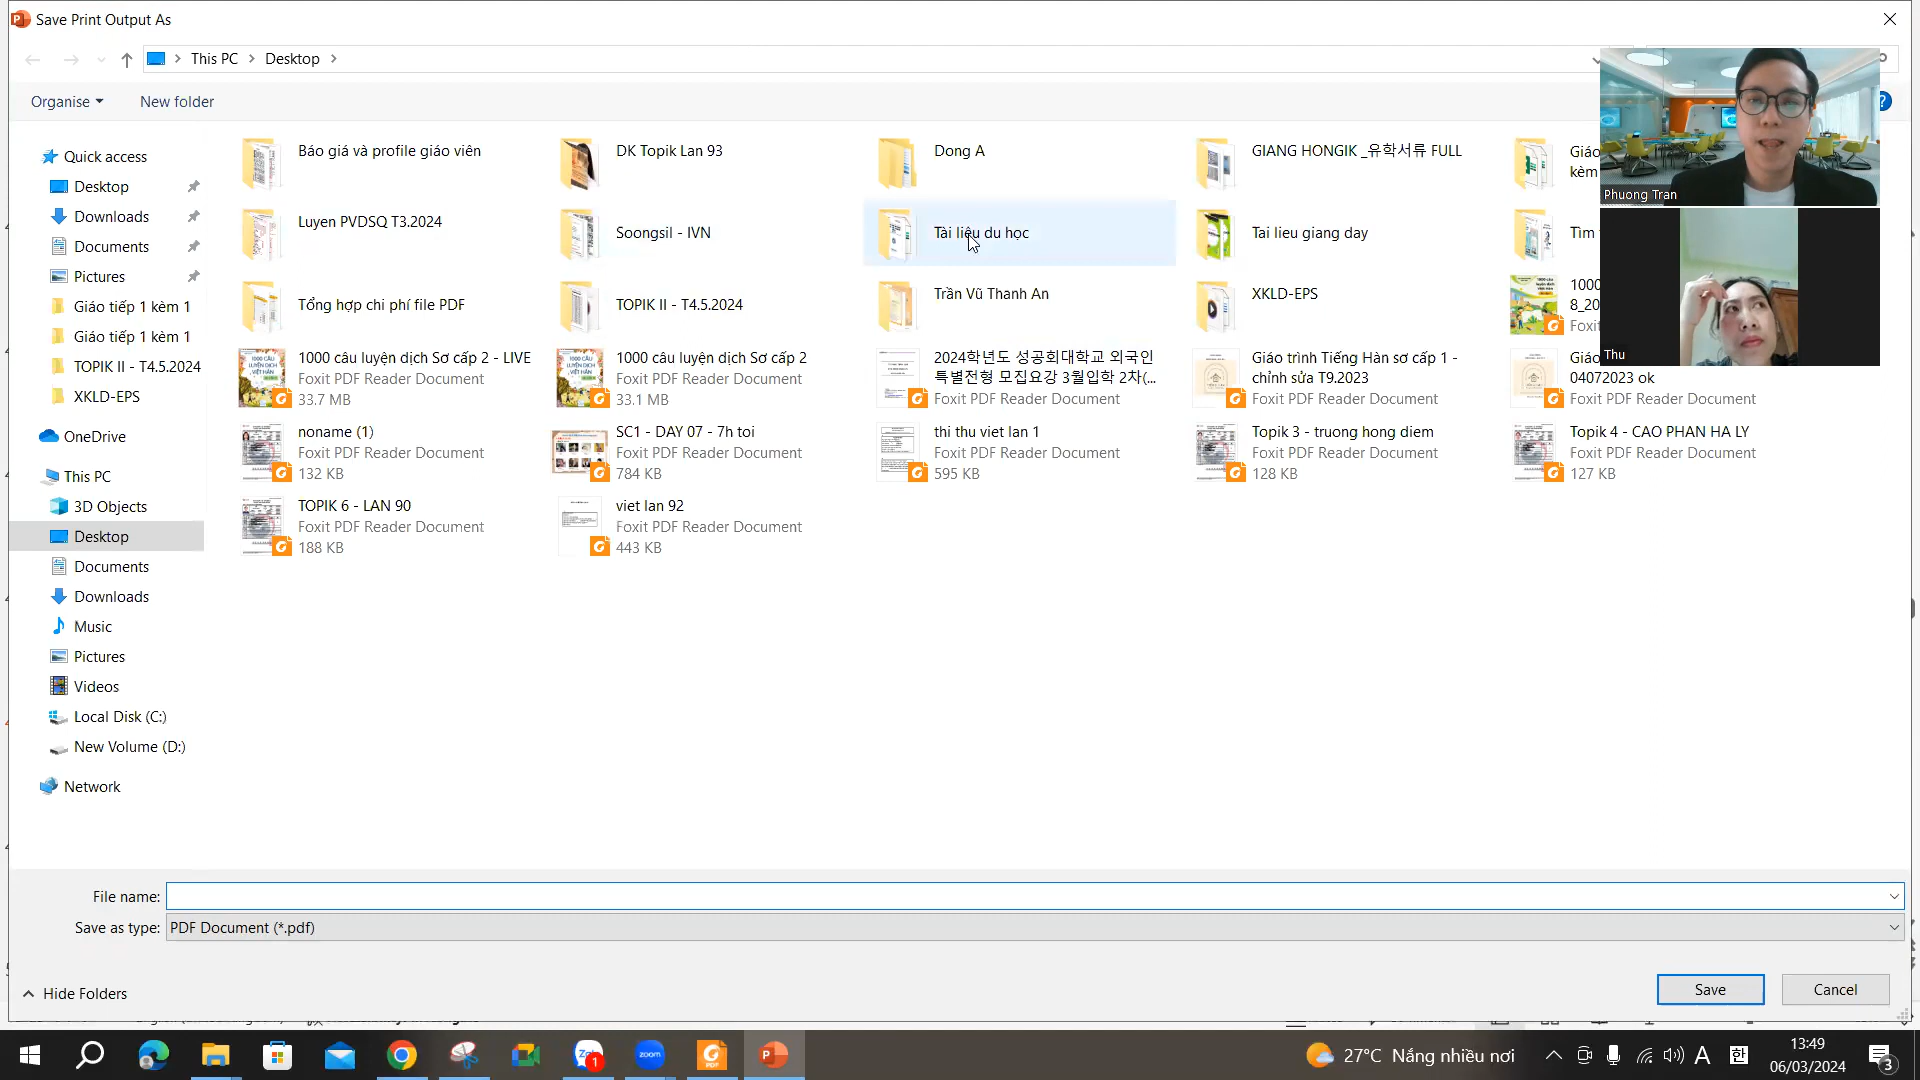 Save Print Output As
This PC
Desktop
Organise
New folder
Quick access
Desktop
Downloads
Documents
Pictures
Giáo tiếp 1 kèm 1
Giáo tiếp 1 kèm 1
TOPIK II - T4.5.2024
XKLD-EPS
OneDrive
This PC
3D Objects
Desktop
Documents
Downloads
Music
Pictures
Videos
Local Disk (C:)
New Volume (D:)
Network
Báo giá và profile giáo viên
DK Topik Lan 93
Dong A
GIANG HONGIK _유학서류 FULL
Giáo
kèm
Luyen PVDSQ T3.2024
Soongsil - IVN
Tài liệu du học
Tai lieu giang day
Tim
Tổng hợp chi phí file PDF
TOPIK II - T4.5.2024
Trần Vũ Thanh An
XKLD-EPS
1000
8_20
Foxit
1000 câu luyện dịch Sơ cấp 2 - LIVE
Foxit PDF Reader Document
33.7 MB
1000 câu luyện dịch Sơ cấp 2
Foxit PDF Reader Document
33.1 MB
2024학년도 성공회대학교 외국인
특별전형 모집요강 3월입학 2차(...
Foxit PDF Reader Document
Giáo trình Tiếng Hàn sơ cấp 1 -
chỉnh sửa T9.2023
Foxit PDF Reader Document
Giáo
04072023 ok
Foxit PDF Reader Document
noname (1)
Foxit PDF Reader Document
132 KB
SC1 - DAY 07 - 7h toi
Foxit PDF Reader Document
784 KB
thi thu viet lan 1
Foxit PDF Reader Document
595 KB
Topik 3 - truong hong diem
Foxit PDF Reader Document
128 KB
Topik 4 - CAO PHAN HA LY
Foxit PDF Reader Document
127 KB
TOPIK 6 - LAN 90
Foxit PDF Reader Document
188 KB
viet lan 92
Foxit PDF Reader Document
443 KB
Phuong Tran
Thu
File name:
Save as type: PDF Document (*.pdf)
Hide Folders
Save
Cancel
zoom
27°C Nắng nhiều nơi
A
한
13:49
06/03/2024
3